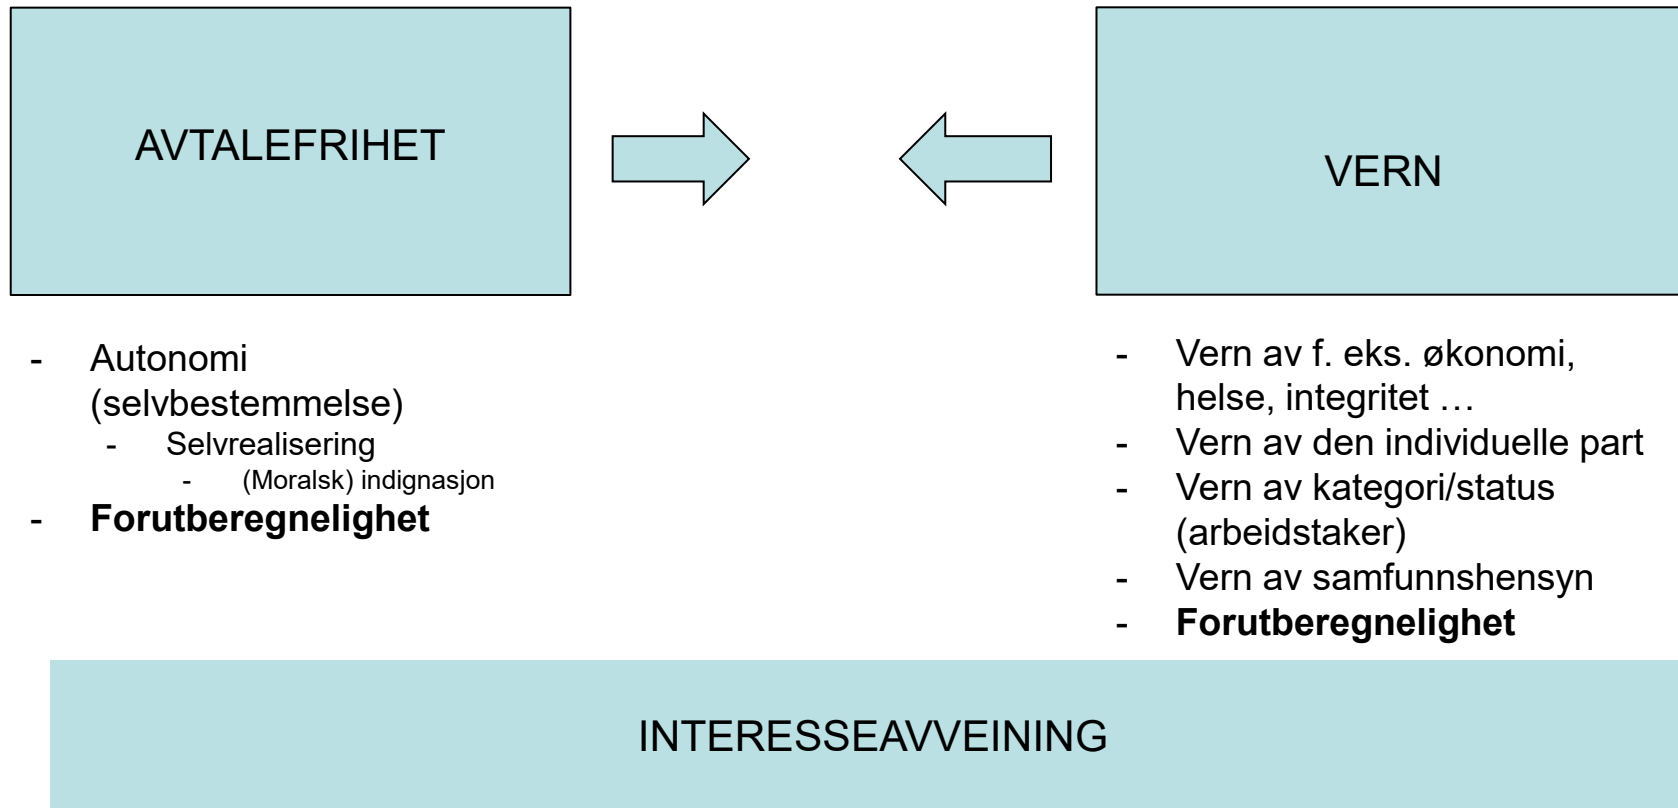 AVTALEFRIHET
VERN
- Autonomi
(selvbestemmelse)
- Selvrealisering
- (Moralsk) indignasjon
- Forutberegnelighet
- Vern av f. eks. økonomi,
helse, integritet …
- Vern av den individuelle part
- Vern av kategori/status
(arbeidstaker)
- Vern av samfunnshensyn
- Forutberegnelighet
INTERESSEAVVEINING